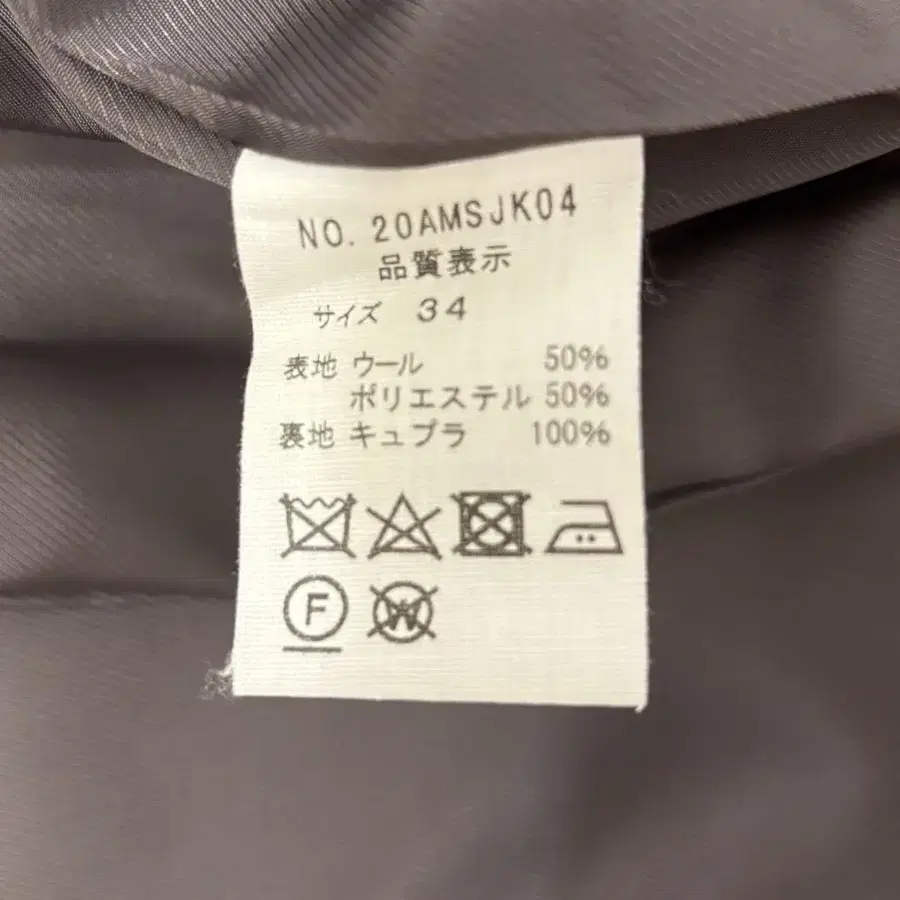 NO. 20AMSJK04
品質表示
サイズ 34
表地 ウール 50%
ポリエステル 50%
裏地 キュプラ 100%
F W